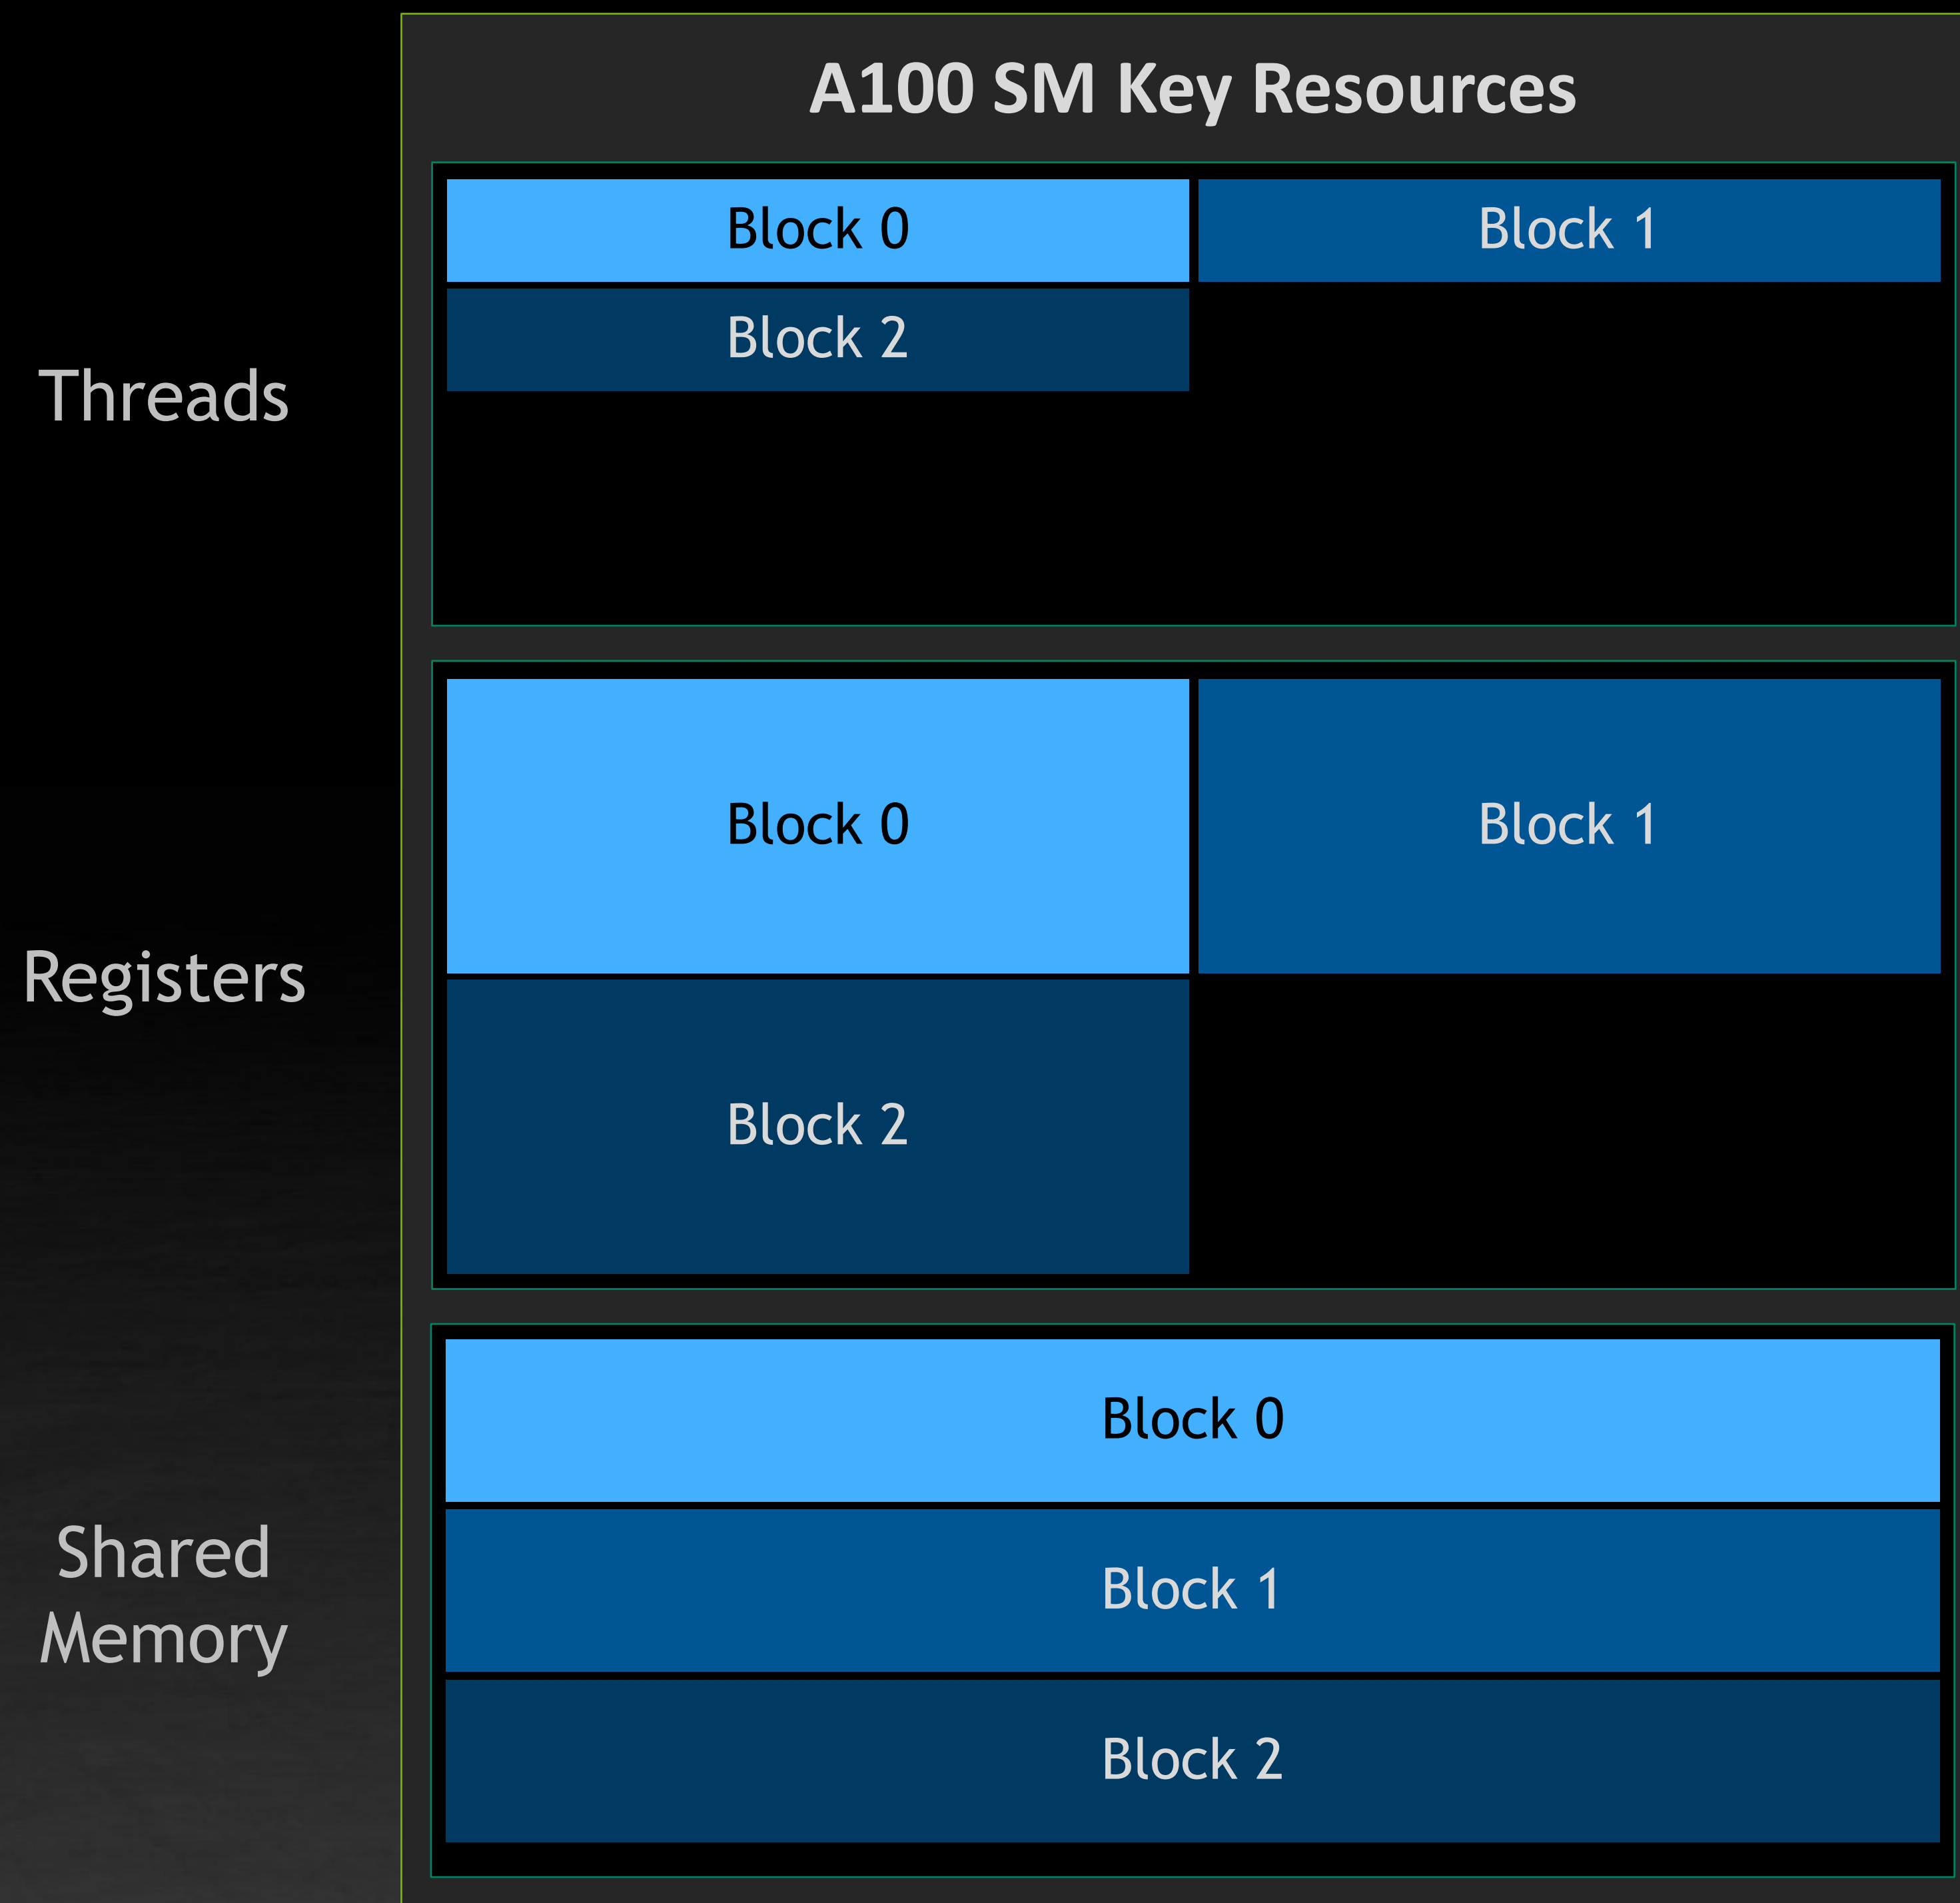 A100 SM Key Resources
Threads
Block 0
Block 1
Block 2
Registers
Block 0
Block 1
Block 2
Shared
Memory
Block 0
Block 1
Block 2